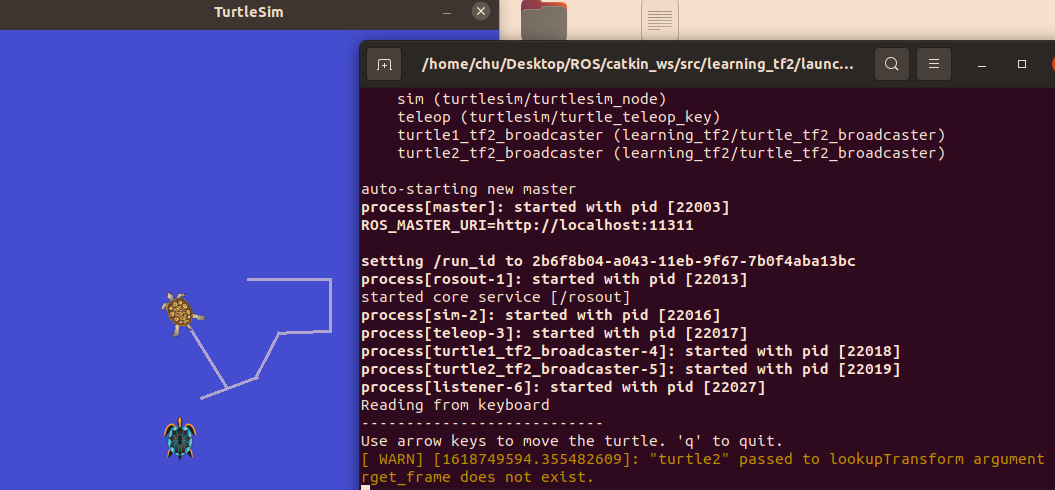 TurtleSim
/home/chu/Desktop/ROS/catkin_ws/src/learning_tf2/launc...
sim (turtlesim/turtlesim_node)
teleop (turtlesim/turtle_teleop_key)
turtle1_tf2_broadcaster (learning_tf2/turtle_tf2_broadcaster)
turtle2_tf2_broadcaster (learning_tf2/turtle_tf2_broadcaster)
auto-starting new master
process[master]: started with pid [22003]
ROS_MASTER_URI=http://localhost:11311
setting /run_id to 2b6f8b04-a043-11eb-9f67-7b0f4aba13bc
process[rosout-1]: started with pid [22013]
started core service [/rosout]
process[sim-2]: started with pid [22016]
process[teleop-3]: started with pid [22017]
process[turtle1_tf2_broadcaster-4]: started with pid [22018]
process[turtle2_tf2_broadcaster-5]: started with pid [22019]
process[listener-6]: started with pid [22027]
Reading from keyboard
---------------------------
Use arrow keys to move the turtle. 'q' to quit.
[ WARN] [1618749594.355482609]: "turtle2" passed to lookupTransform argument
rget_frame does not exist.